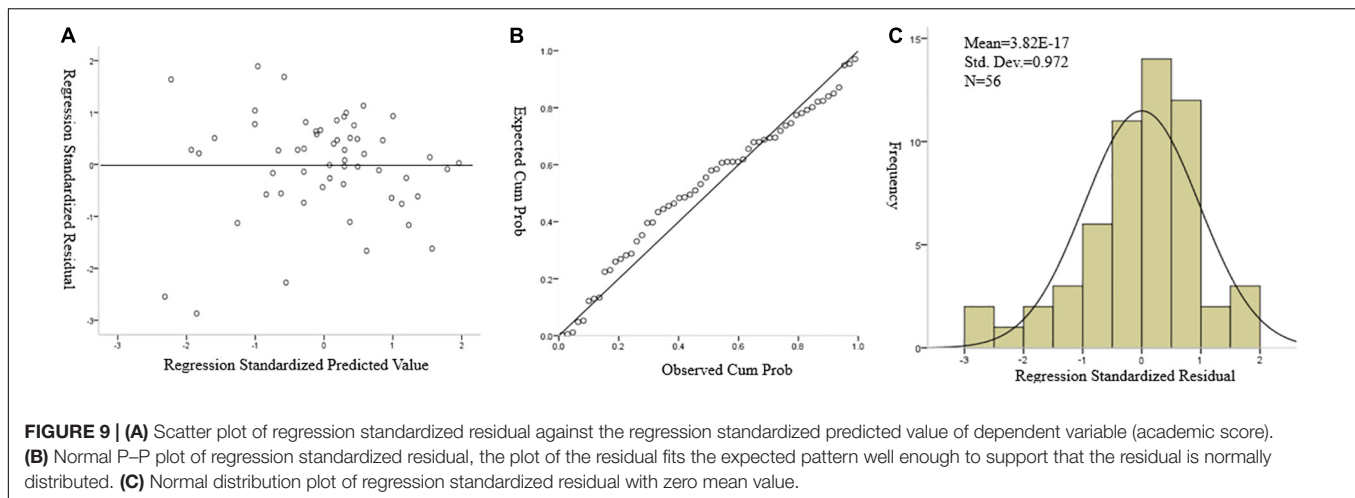 A
Regression Standardized Residual
2
1
0
-1
-2
-3
-3
-2
-1
0
1
2
Regression Standardized Predicted Value
B
Expected Cum Prob
1.0
0.8
0.6
0.4
0.2
0.0
0.0
0.2
0.4
0.6
0.8
1.0
Observed Cum Prob
C
Mean=3.82E-17
Std. Dev.=0.972
N=56
Frequency
15
10
5
0
-3
-2
-1
0
1
2
Regression Standardized Residual
FIGURE 9 | (A) Scatter plot of regression standardized residual against the regression standardized predicted value of dependent variable (academic score).
(B) Normal P–P plot of regression standardized residual, the plot of the residual fits the expected pattern well enough to support that the residual is normally
distributed. (C) Normal distribution plot of regression standardized residual with zero mean value.